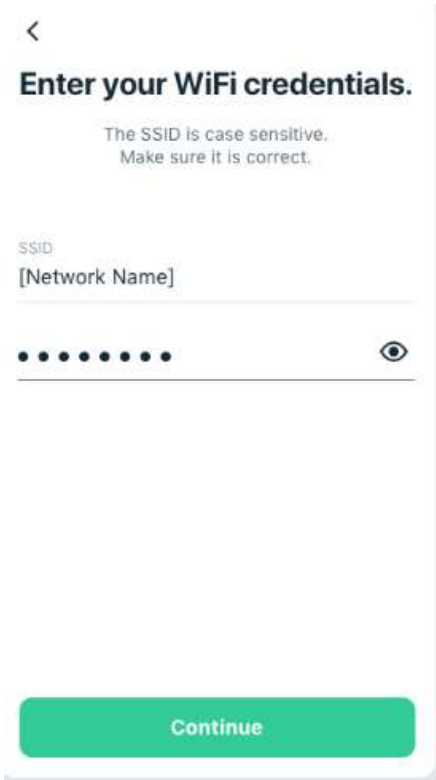 Enter your WiFi credentials.
The SSID is case sensitive.
Make sure it is correct.
SSID
[Network Name]
Continue